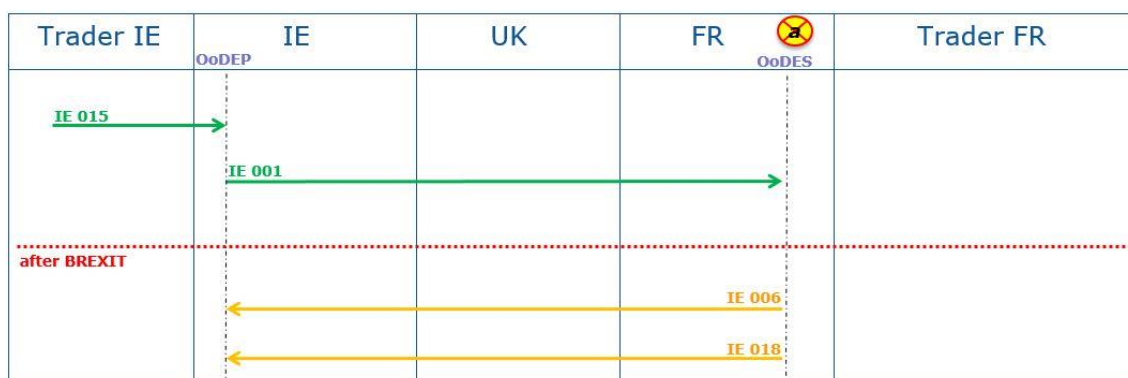 Trader IE IE UK FR a Trader FR
OoDEP OoDES
IE 015
IE 001
after BREXIT
IE 006
IE 018